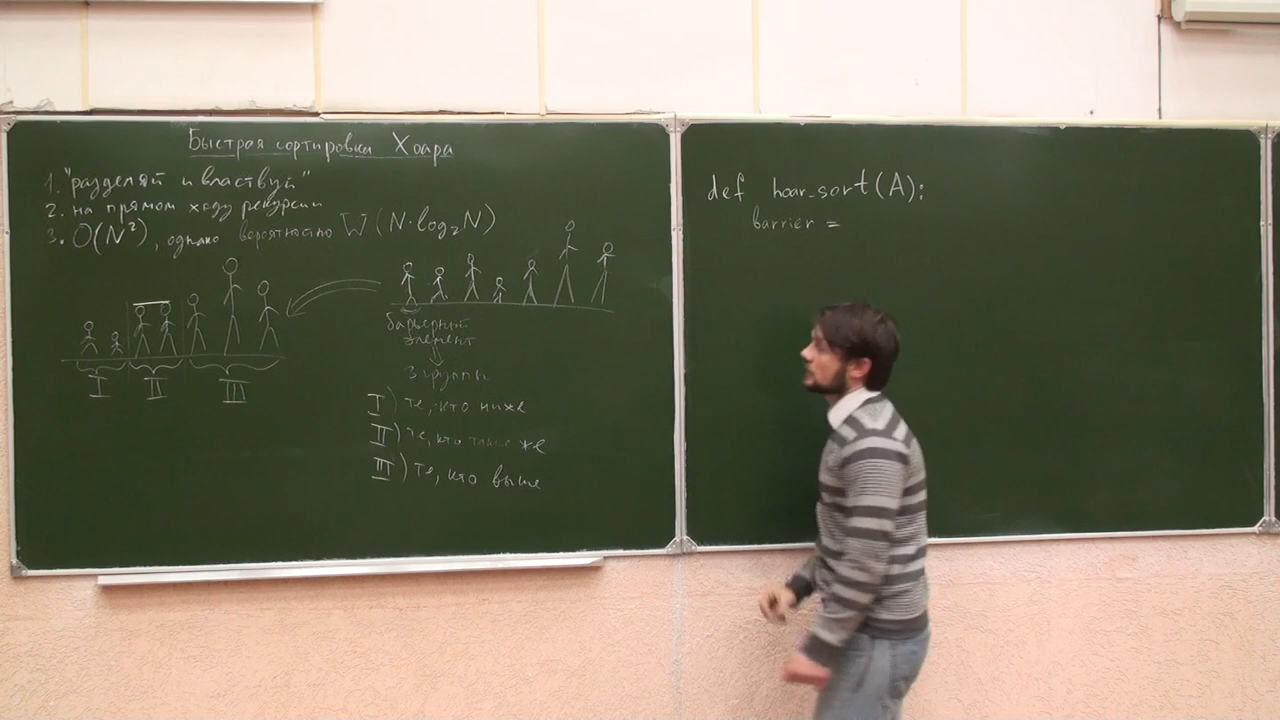 Быстрая сортировка Хоара
1. "разделяй и властвуй"
2. на прямом ходу рекурсии
3. O(N²), однако вероятностно W(N·log₂N)
барьерный
элемент
3 группы
I) те, кто ниже
II) те, кто такие же
III) те, кто выше
I II III
def hoar_sort(A):
barrier =